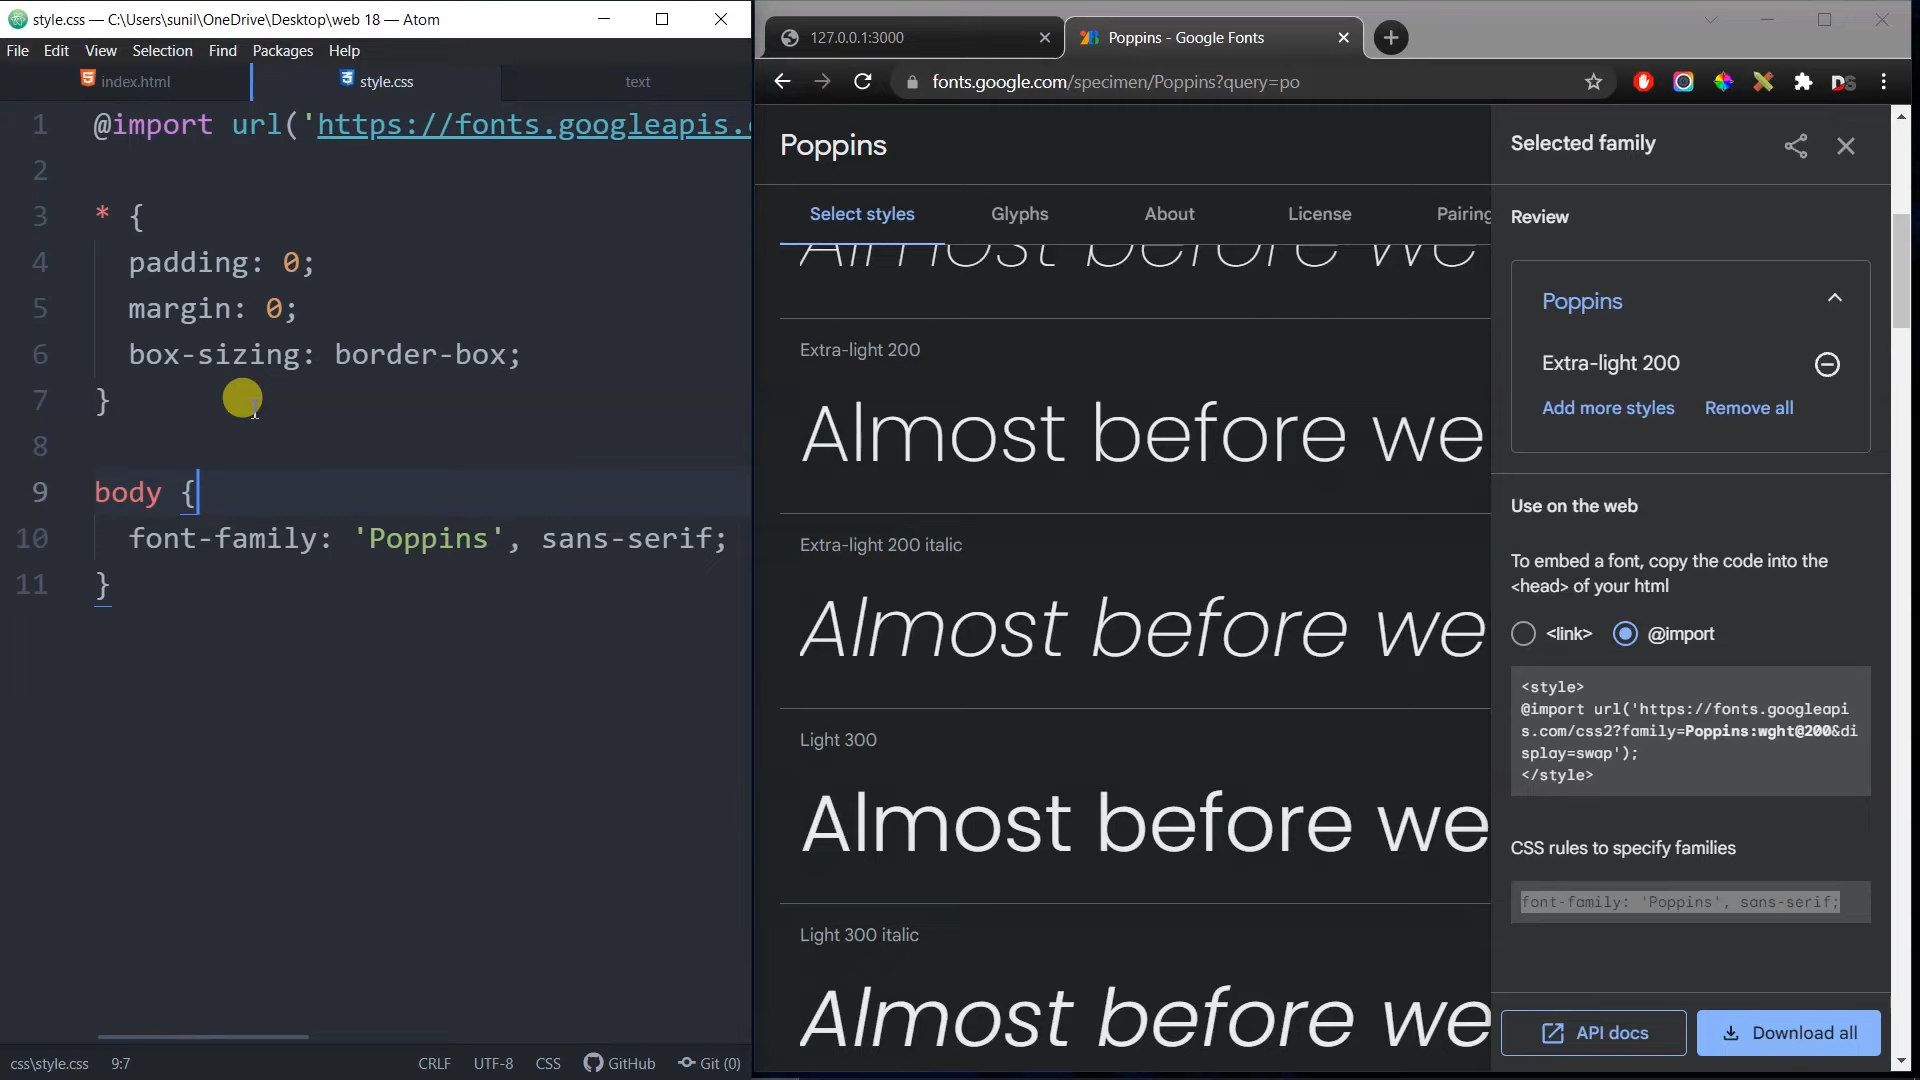 style.css — C:\Users\sunil\OneDrive\Desktop\web 18 — Atom
File Edit View Selection Find Packages Help
index.html style.css text
1 @import url('https://fonts.googleapis.
2
3 * {
4 padding: 0;
5 margin: 0;
6 box-sizing: border-box;
7 }
8
9 body {
10 font-family: 'Poppins', sans-serif;
11 }
css\style.css 9:7 CRLF UTF-8 CSS GitHub Git (0)
127.0.0.1:3000 Poppins - Google Fonts
fonts.google.com/specimen/Poppins?query=po
Poppins
Select styles Glyphs About License Pairing
Almost before we
Extra-light 200
Almost before we
Extra-light 200 italic
Almost before we
Light 300
Almost before we
Light 300 italic
Almost before we
Selected family
Review
Poppins
Extra-light 200
Add more styles Remove all
Use on the web
To embed a font, copy the code into the
<head> of your html
<link> @import
<style>
@import url('https://fonts.googleapi
s.com/css2?family=Poppins:wght@200&di
splay=swap');
</style>
CSS rules to specify families
font-family: 'Poppins', sans-serif;
API docs Download all